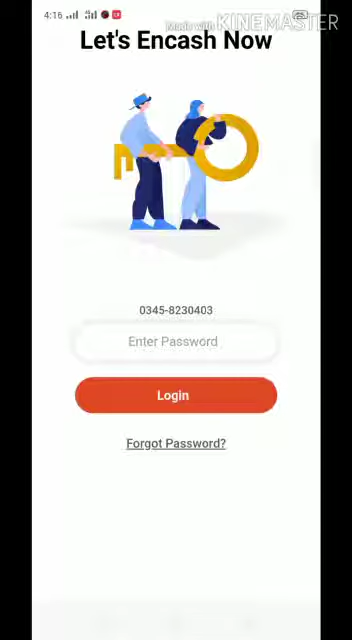 4:16
Made with KINEMASTER
Let's Encash Now
0345-8230403
Enter Password
Login
Forgot Password?